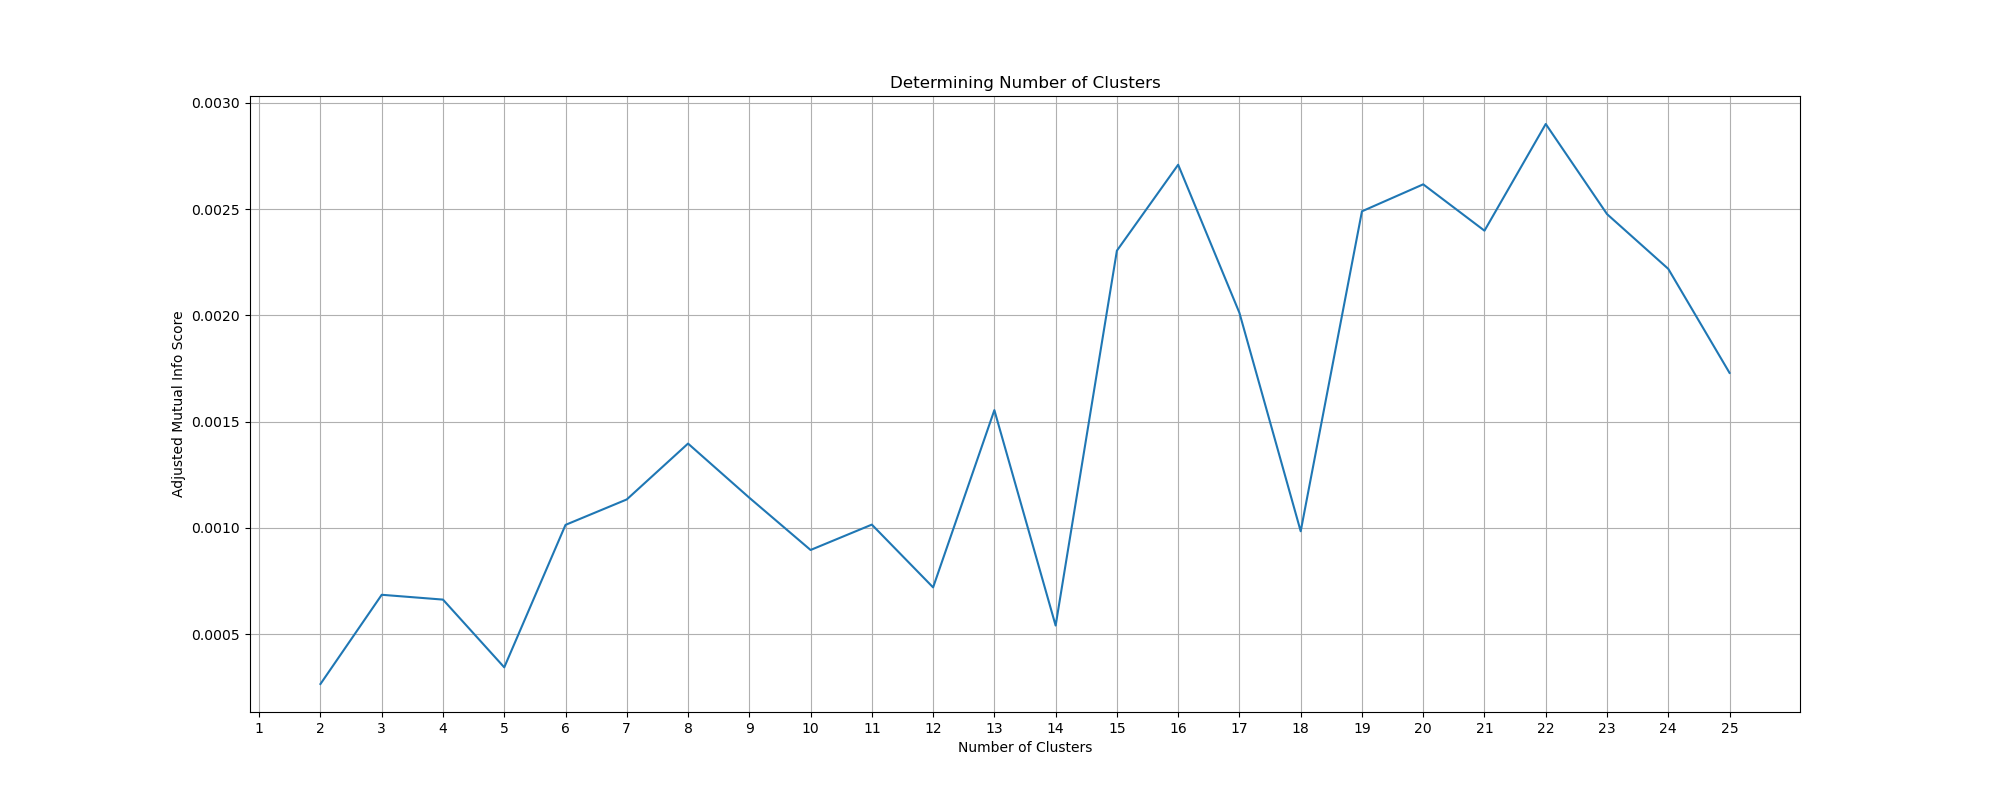 Determining Number of Clusters
0.0030
0.0025
0.0020
0.0015
0.0010
0.0005
Adjusted Mutual Info Score
1 2 3 4 5 6 7 8 9 10 11 12 13 14 15 16 17 18 19 20 21 22 23 24 25
Number of Clusters